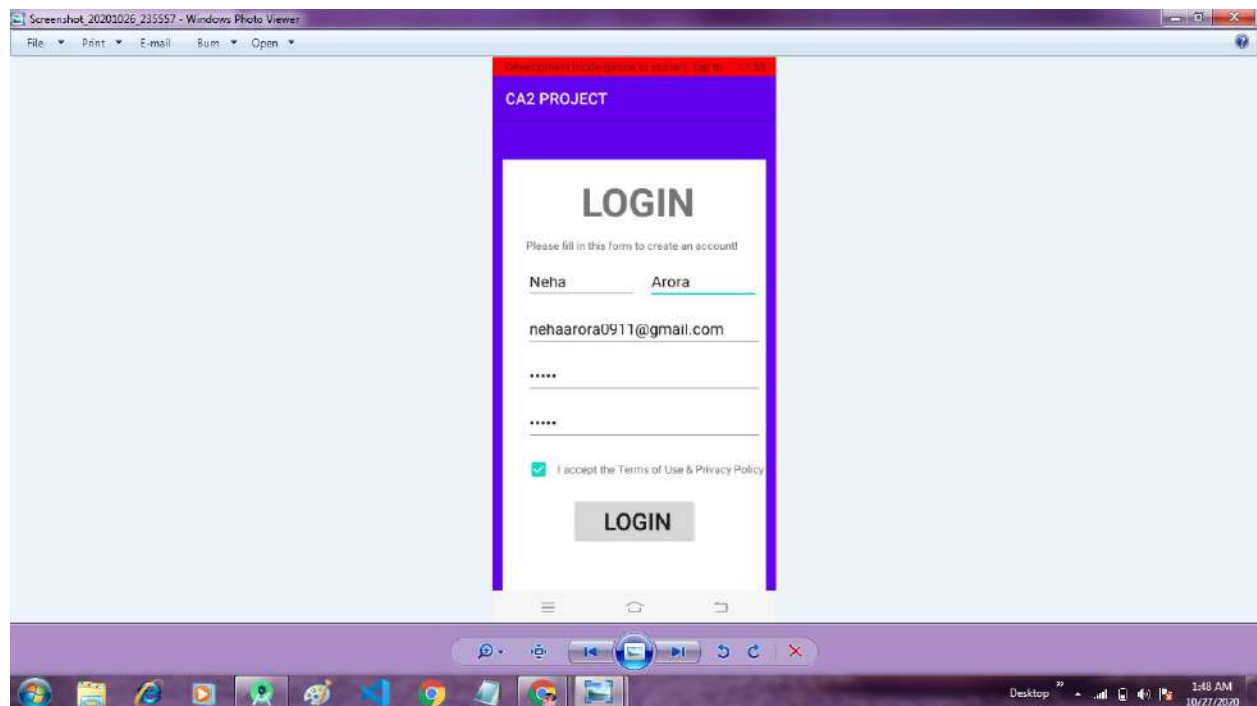 Screenshot_20201026_235557 - Windows Photo Viewer
File Print E-mail Burn Open
CA2 PROJECT
LOGIN
Please fill in this form to create an account!
Neha Arora
nehaarora0911@gmail.com
•••••
•••••
I accept the Terms of Use & Privacy Policy
LOGIN
Desktop
1:48 AM
10/27/2020